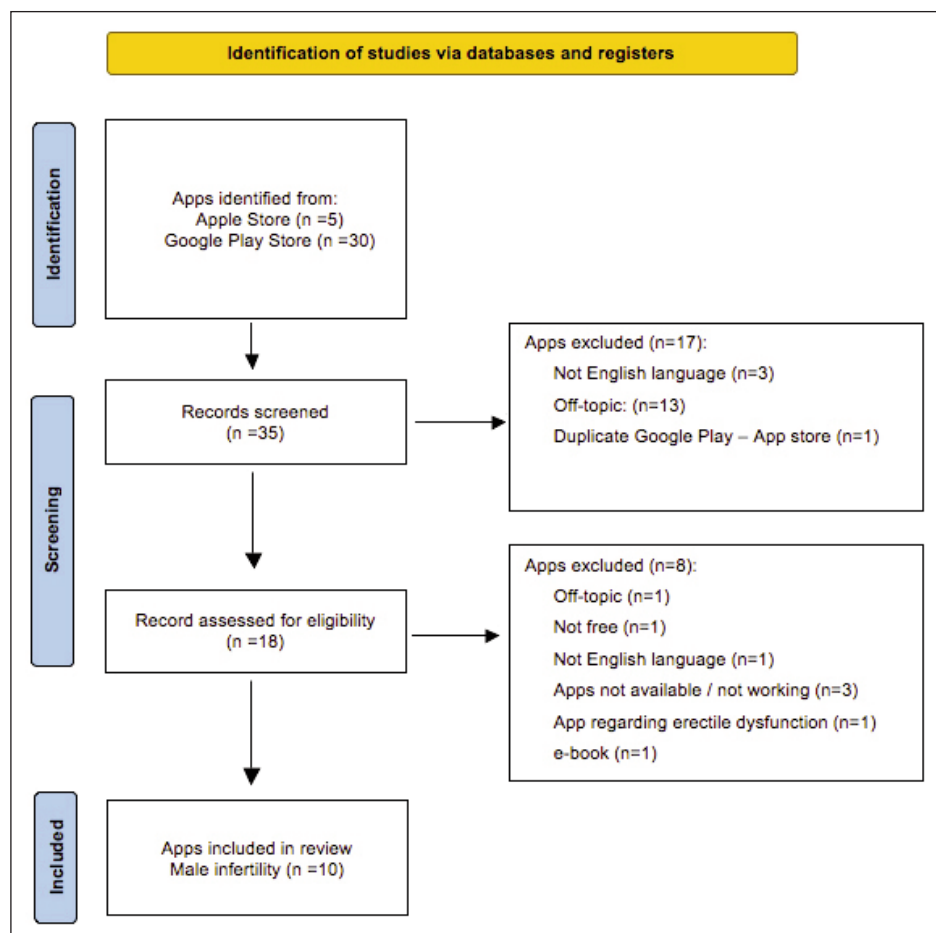 Identification of studies via databases and registers
Identification
Apps identified from:
Apple Store (n =5)
Google Play Store (n =30)
Screening
Records screened
(n =35)
Apps excluded (n=17):
Not English language (n=3)
Off-topic: (n=13)
Duplicate Google Play – App store (n=1)
Record assessed for eligibility
(n =18)
Apps excluded (n=8):
Off-topic (n=1)
Not free (n=1)
Not English language (n=1)
Apps not available / not working (n=3)
App regarding erectile dysfunction (n=1)
e-book (n=1)
Included
Apps included in review
Male infertility (n =10)